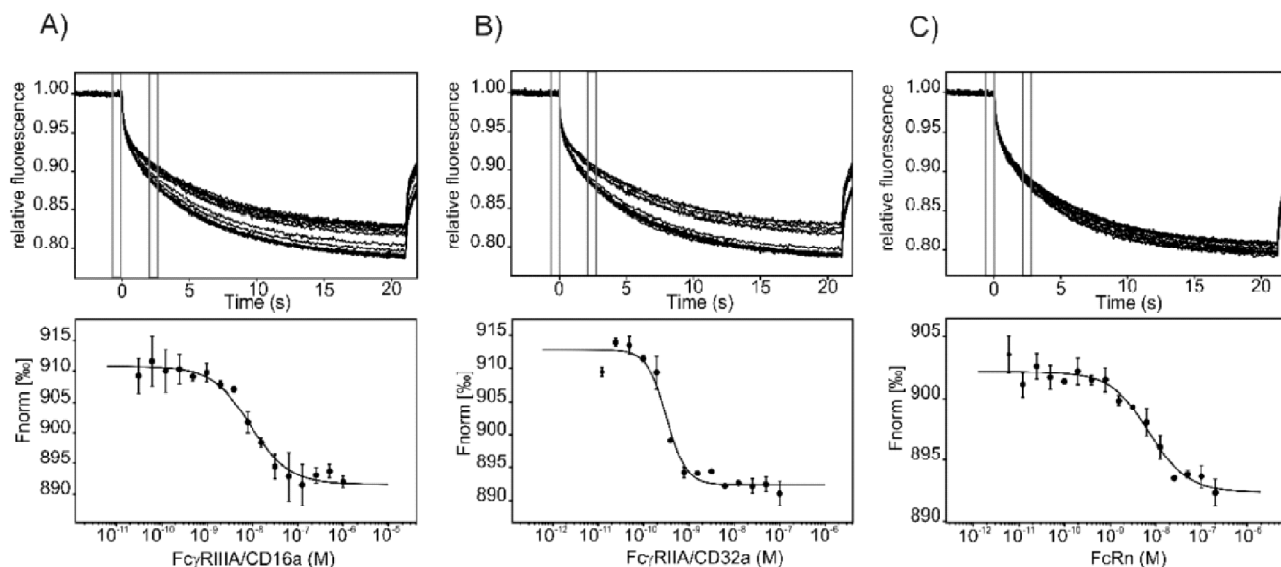 A)
B)
C)
relative fluorescence
1.00
0.95
0.90
0.85
0.80
0 5 10 15 20
Time (s)
relative fluorescence
1.00
0.95
0.90
0.85
0.80
0 5 10 15 20
Time (s)
relative fluorescence
1.00
0.95
0.90
0.85
0.80
0 5 10 15 20
Time (s)
Fnorm [‰]
915
910
905
900
895
890
10⁻¹¹ 10⁻¹⁰ 10⁻⁹ 10⁻⁸ 10⁻⁷ 10⁻⁶ 10⁻⁵
FcγRIIIA/CD16a (M)
Fnorm [‰]
915
910
905
900
895
890
10⁻¹² 10⁻¹¹ 10⁻¹⁰ 10⁻⁹ 10⁻⁸ 10⁻⁷ 10⁻⁶
FcγRIIA/CD32a (M)
Fnorm [‰]
905
900
895
890
10⁻¹² 10⁻¹¹ 10⁻¹⁰ 10⁻⁹ 10⁻⁸ 10⁻⁷ 10⁻⁶
FcRn (M)